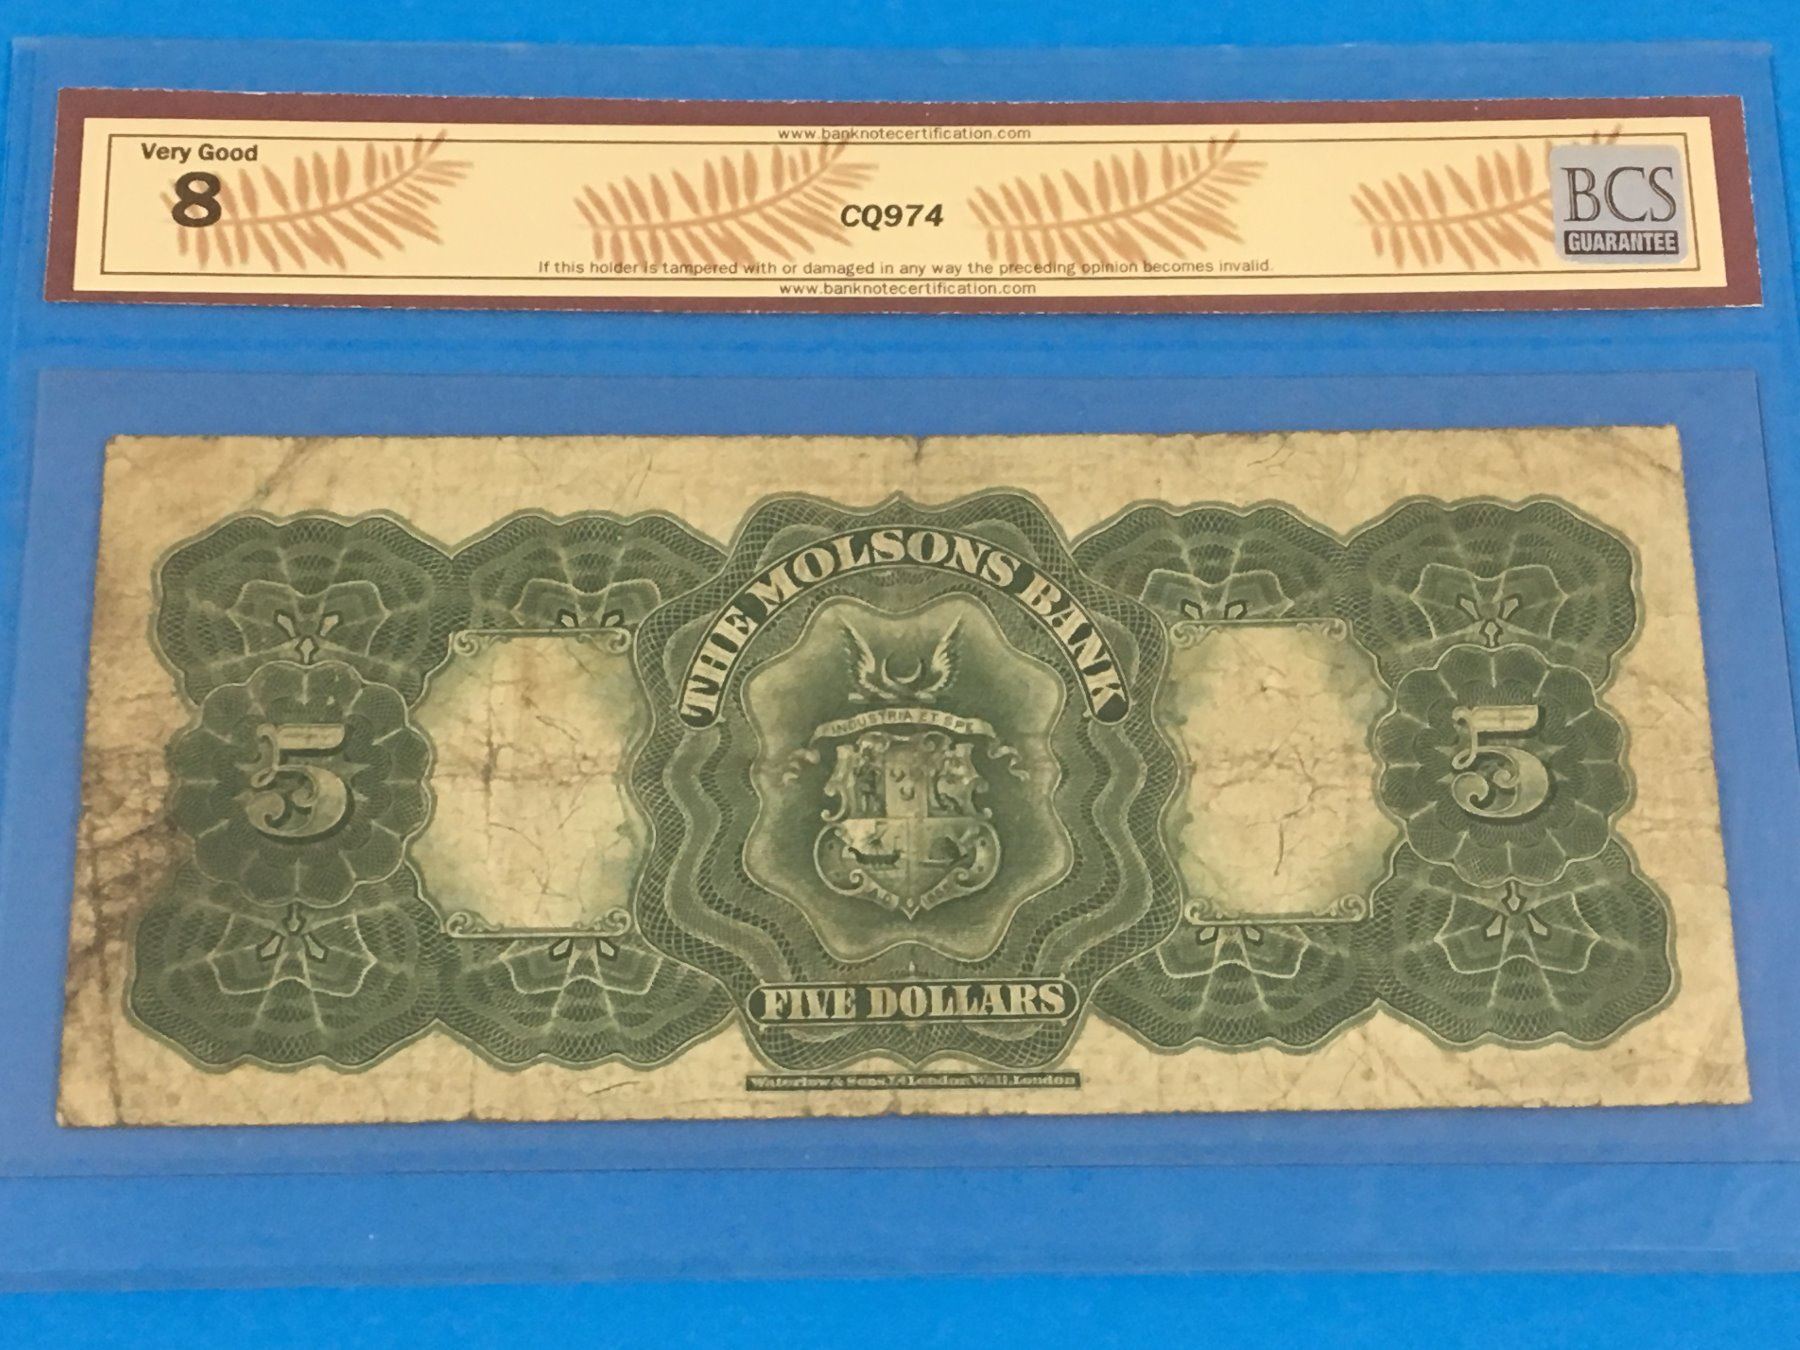 www.banknotecertification.com
Very Good
8
CQ974
BCS
GUARANTEE
If this holder is tampered with or damaged in any way the preceding opinion becomes invalid.
www.banknotecertification.com
THE MOLSONS BANK
INDUSTRIA ET SPE
5
5
FIVE DOLLARS
Waterlow & Sons Ld London Wall, London